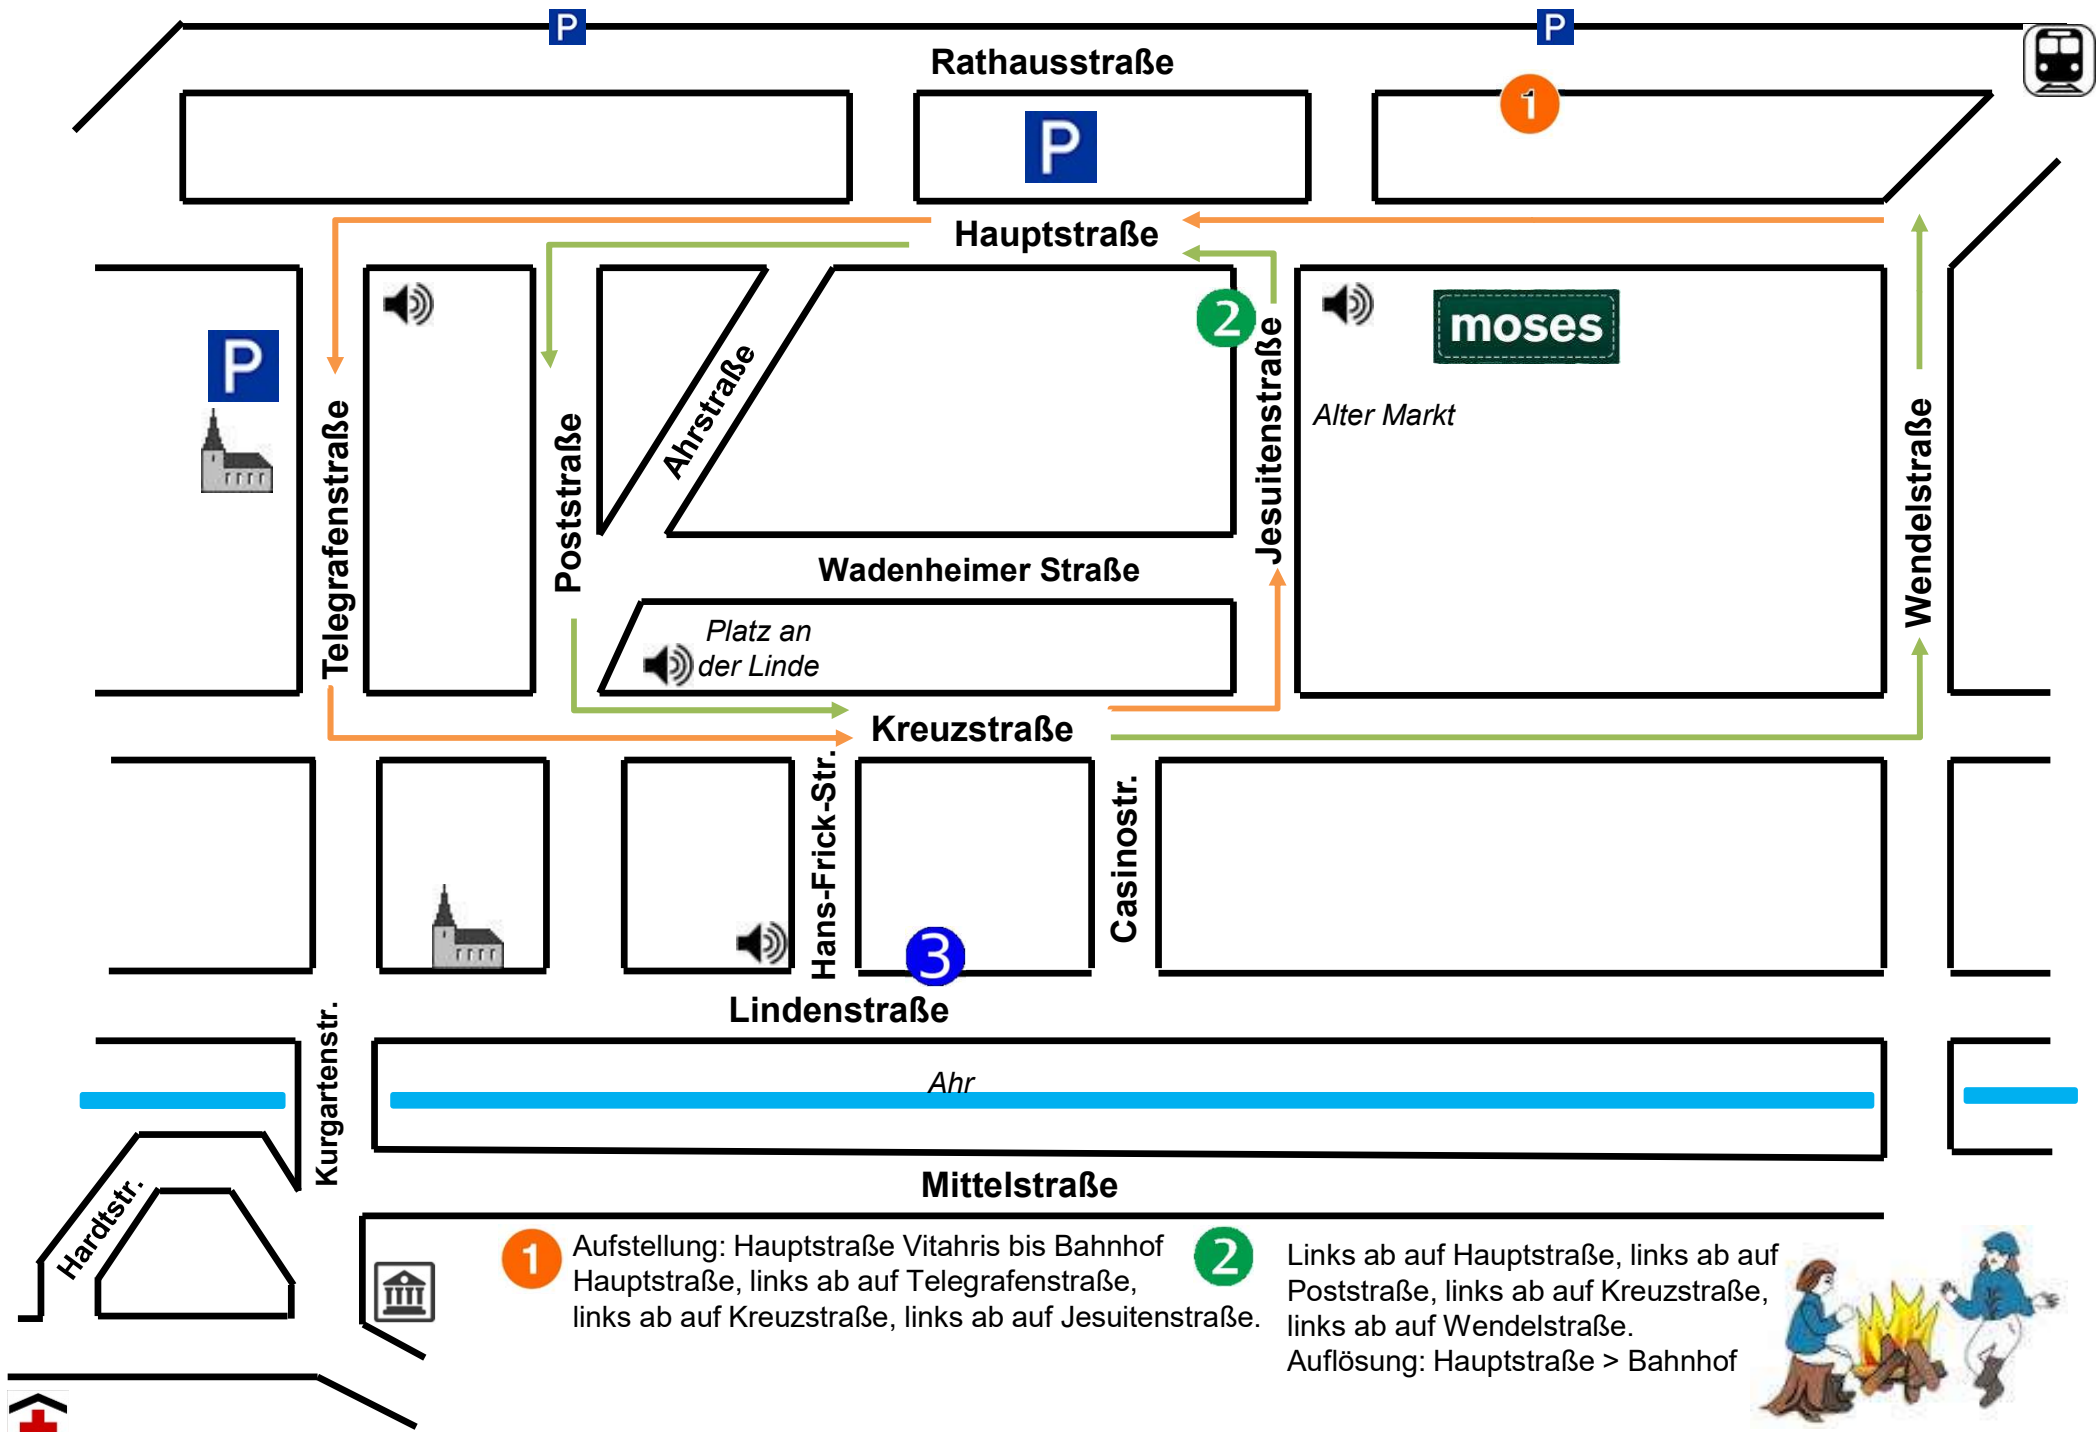 P
P
Rathausstraße
1
P
Hauptstraße
2
moses
P
Alter Markt
Telegrafenstraße
Poststraße
Ahrstraße
Jesuitenstraße
Wendelstraße
Wadenheimer Straße
Platz an
der Linde
Kreuzstraße
Hans-Frick-Str.
Casinostr.
3
Lindenstraße
Kurgartenstr.
Ahr
Hardtstr.
Mittelstraße
1
Aufstellung: Hauptstraße Vitahris bis Bahnhof
Hauptstraße, links ab auf Telegrafenstraße,
links ab auf Kreuzstraße, links ab auf Jesuitenstraße.
2
Links ab auf Hauptstraße, links ab auf
Poststraße, links ab auf Kreuzstraße,
links ab auf Wendelstraße.
Auflösung: Hauptstraße > Bahnhof